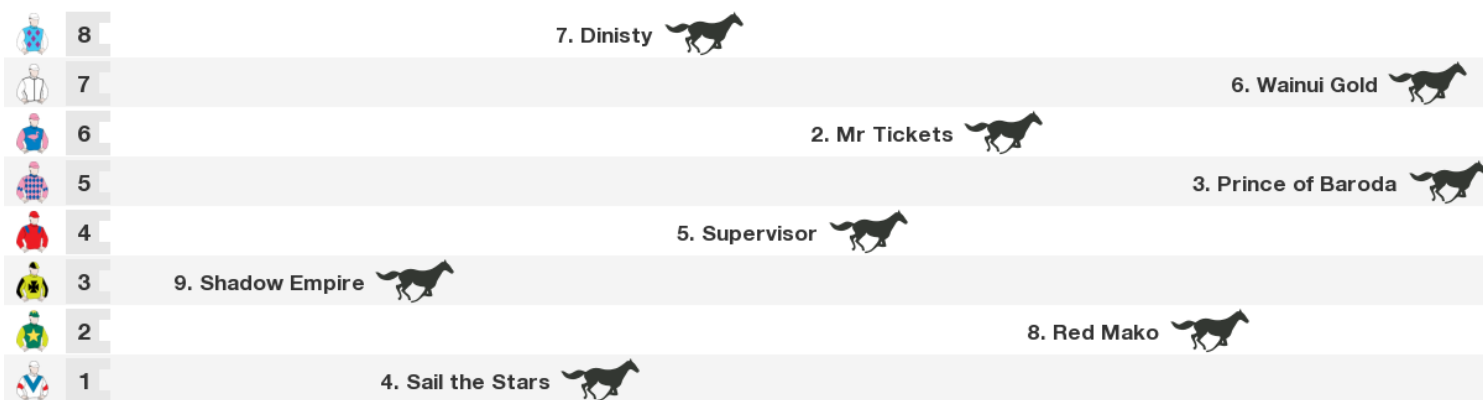 8 7. Dinisty
7 6. Wainui Gold
6 2. Mr Tickets
5 3. Prince of Baroda
4 5. Supervisor
3 9. Shadow Empire
2 8. Red Mako
1 4. Sail the Stars